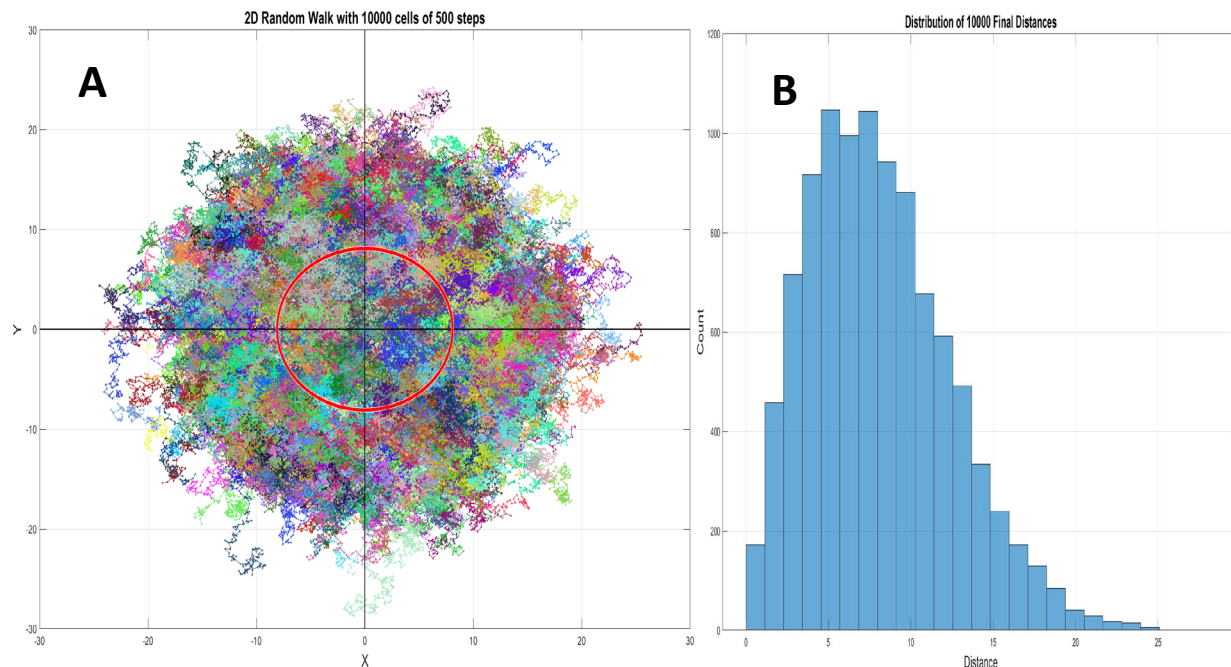 2D Random Walk with 10000 cells of 500 steps
A
30
20
10
0
-10
-20
-30
Y
-30 -20 -10 0 10 20 30
X
Distribution of 10000 Final Distances
B
1200
1000
800
600
400
200
0
Count
0 5 10 15 20 25
Distance